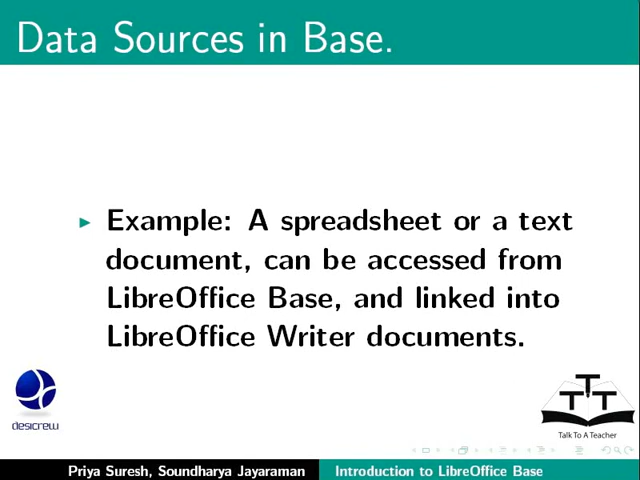 Data Sources in Base.
Example: A spreadsheet or a text
document, can be accessed from
LibreOffice Base, and linked into
LibreOffice Writer documents.
desicrew
T T T
Talk To A Teacher
Priya Suresh, Soundharya Jayaraman
Introduction to LibreOffice Base